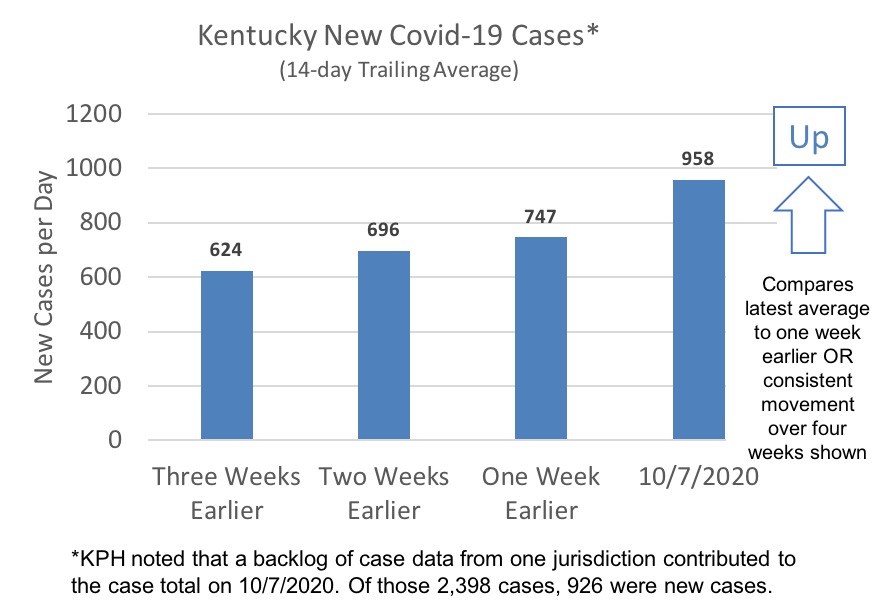 Kentucky New Covid-19 Cases*
(14-day Trailing Average)
New Cases per Day
1200
1000
800
600
400
200
0
624
696
747
958
Three Weeks
Earlier
Two Weeks
Earlier
One Week
Earlier
10/7/2020
Up
Compares
latest average
to one week
earlier OR
consistent
movement
over four
weeks shown
*KPH noted that a backlog of case data from one jurisdiction contributed to
the case total on 10/7/2020. Of those 2,398 cases, 926 were new cases.